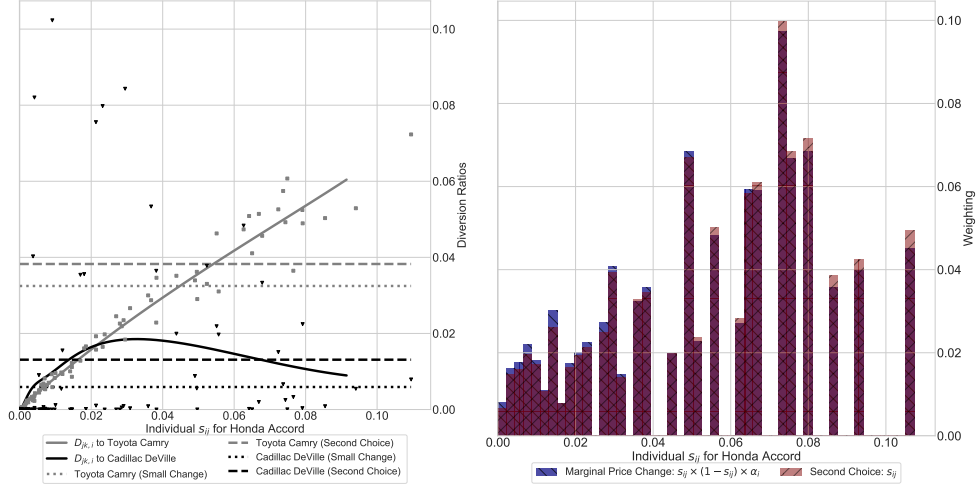 0.10
0.08
0.06
0.04
0.02
0.00
Diversion Ratios
0.00 0.02 0.04 0.06 0.08 0.10
Individual s_{ij} for Honda Accord
D_{jk,i} to Toyota Camry
D_{jk,i} to Cadillac DeVille
Toyota Camry (Small Change)
Toyota Camry (Second Choice)
Cadillac DeVille (Small Change)
Cadillac DeVille (Second Choice)
0.10
0.08
0.06
0.04
0.02
0.00
Weighting
0.00 0.02 0.04 0.06 0.08 0.10
Individual s_{ij} for Honda Accord
Marginal Price Change: s_{ij} × (1 − s_{ij}) × α_i
Second Choice: s_{ij}